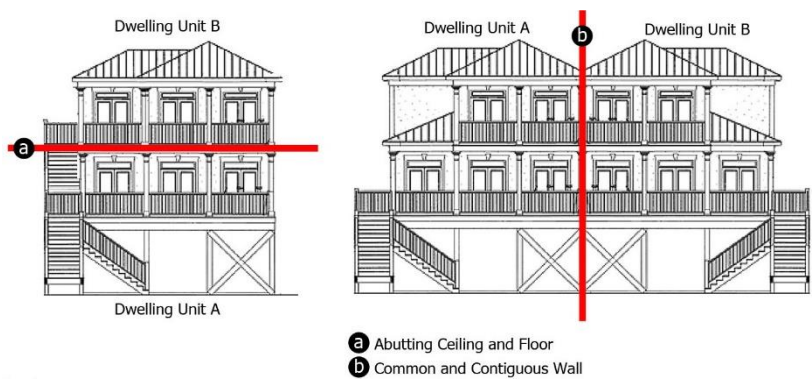 Dwelling Unit B
a
Dwelling Unit A
Dwelling Unit A
b
Dwelling Unit B
a Abutting Ceiling and Floor
b Common and Contiguous Wall